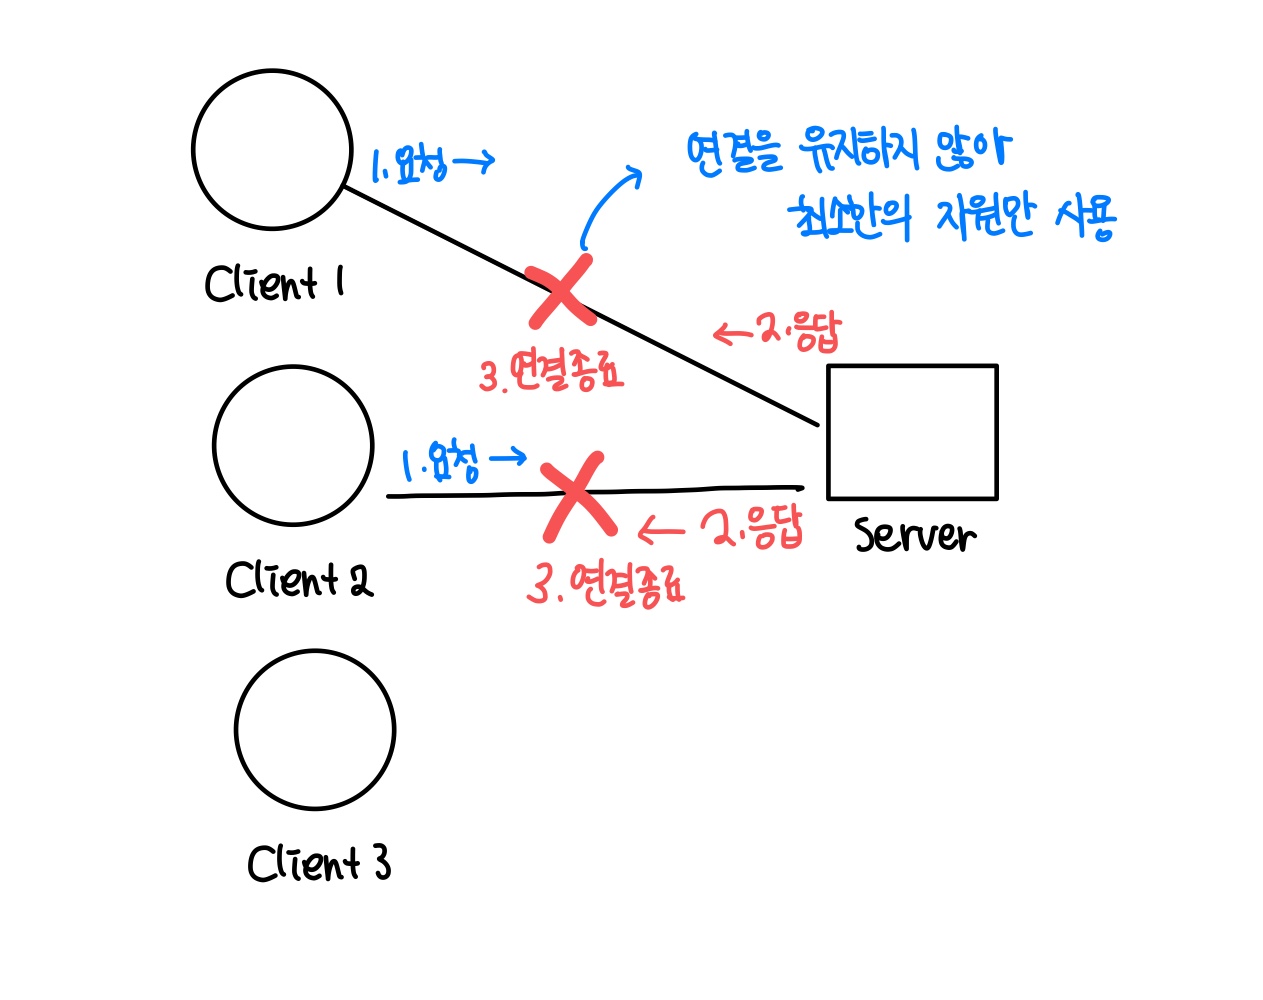 1. 요청 →
연결을 유지하지 않아
최소한의 자원만 사용
Client 1
← 2. 응답
3. 연결종료
1. 요청 →
← 2. 응답
Server
3. 연결종료
Client 2
Client 3